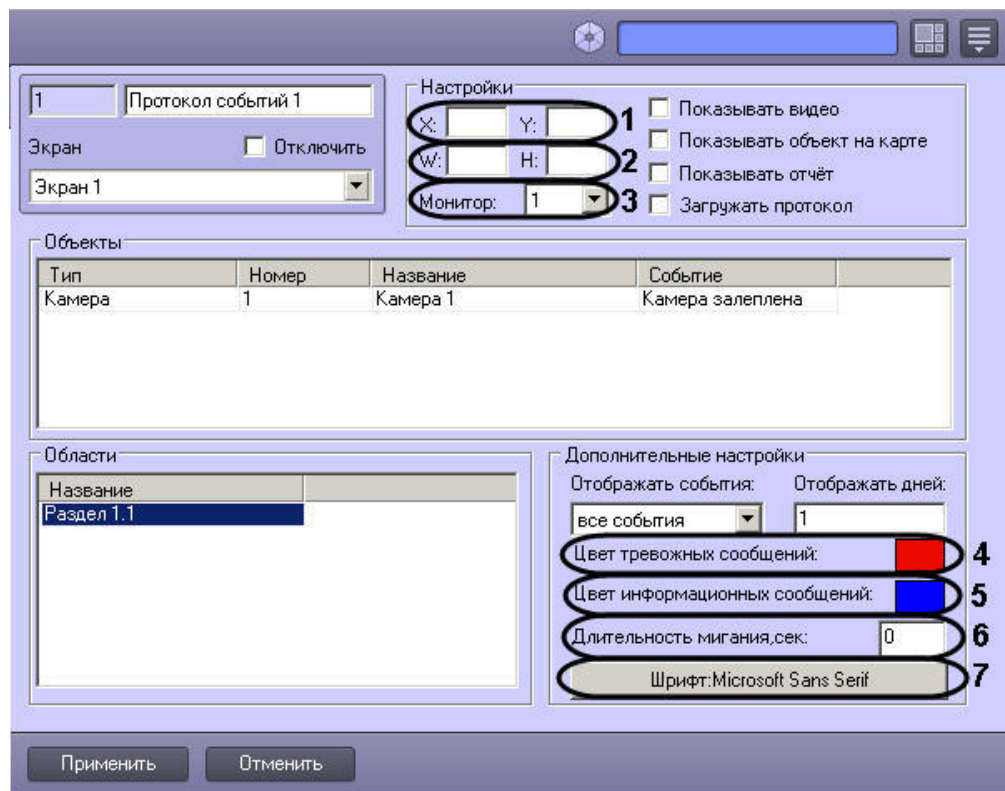 1 Протокол событий 1
Экран Отключить
Экран 1
Настройки
X: Y: 1
W: H: 2
Монитор: 1 3
Показывать видео
Показывать объект на карте
Показывать отчёт
Загружать протокол
Объекты
Тип Номер Название Событие
Камера 1 Камера 1 Камера залеплена
Области
Название
Раздел 1.1
Дополнительные настройки
Отображать события: Отображать дней:
все события 1
Цвет тревожных сообщений: 4
Цвет информационных сообщений: 5
Длительность мигания,сек: 0 6
Шрифт:Microsoft Sans Serif 7
Применить Отменить